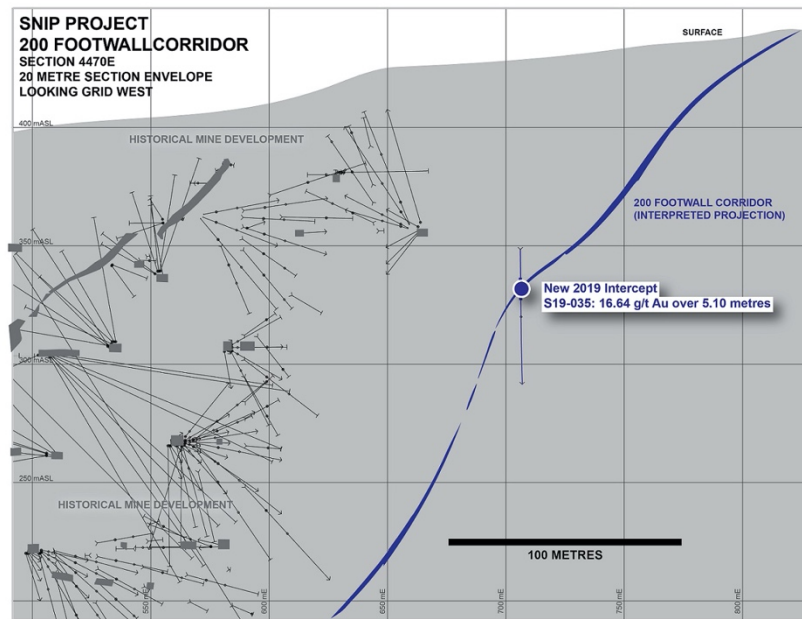 SNIP PROJECT
200 FOOTWALLCORRIDOR
SECTION 4470E
20 METRE SECTION ENVELOPE
LOOKING GRID WEST
SURFACE
400 mASL
HISTORICAL MINE DEVELOPMENT
200 FOOTWALL CORRIDOR
(INTERPRETED PROJECTION)
350 mASL
New 2019 Intercept
S19-035: 16.64 g/t Au over 5.10 metres
300 mASL
250 mASL
HISTORICAL MINE DEVELOPMENT
100 METRES
550 mE
600 mE
650 mE
700 mE
750 mE
800 mE